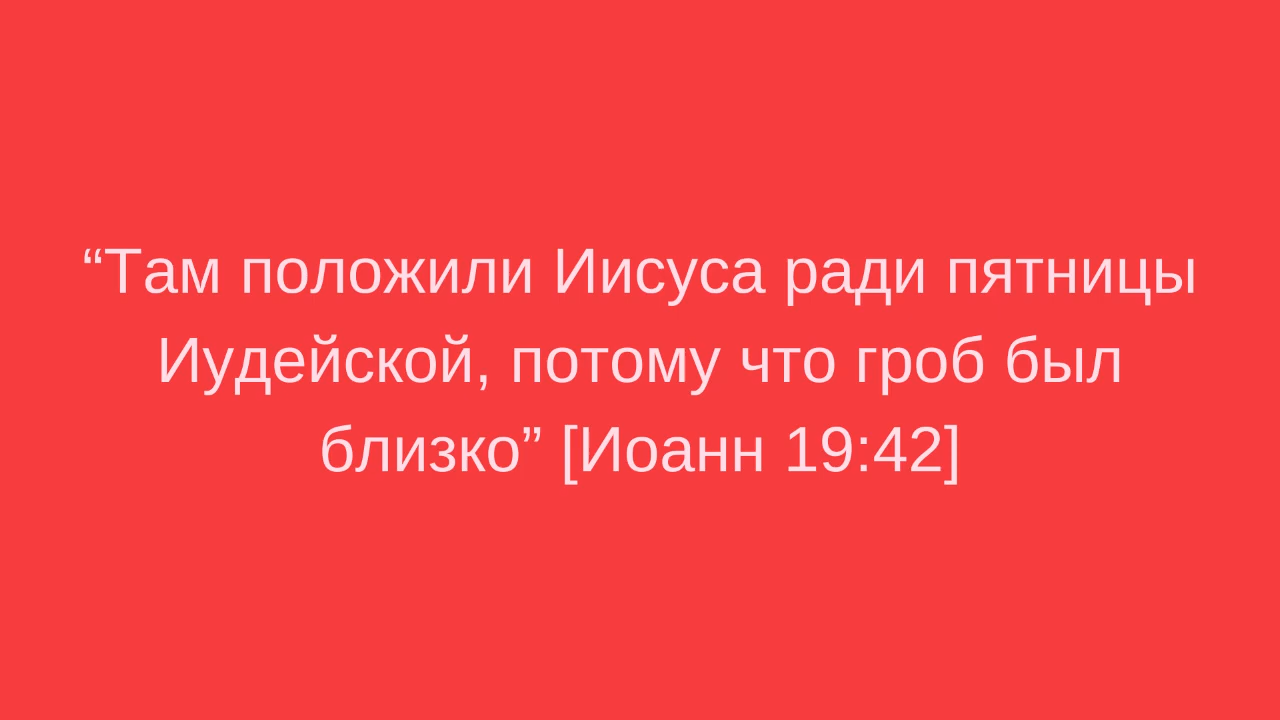 “Там положили Иисуса ради пятницы
Иудейской, потому что гроб был
близко” [Иоанн 19:42]